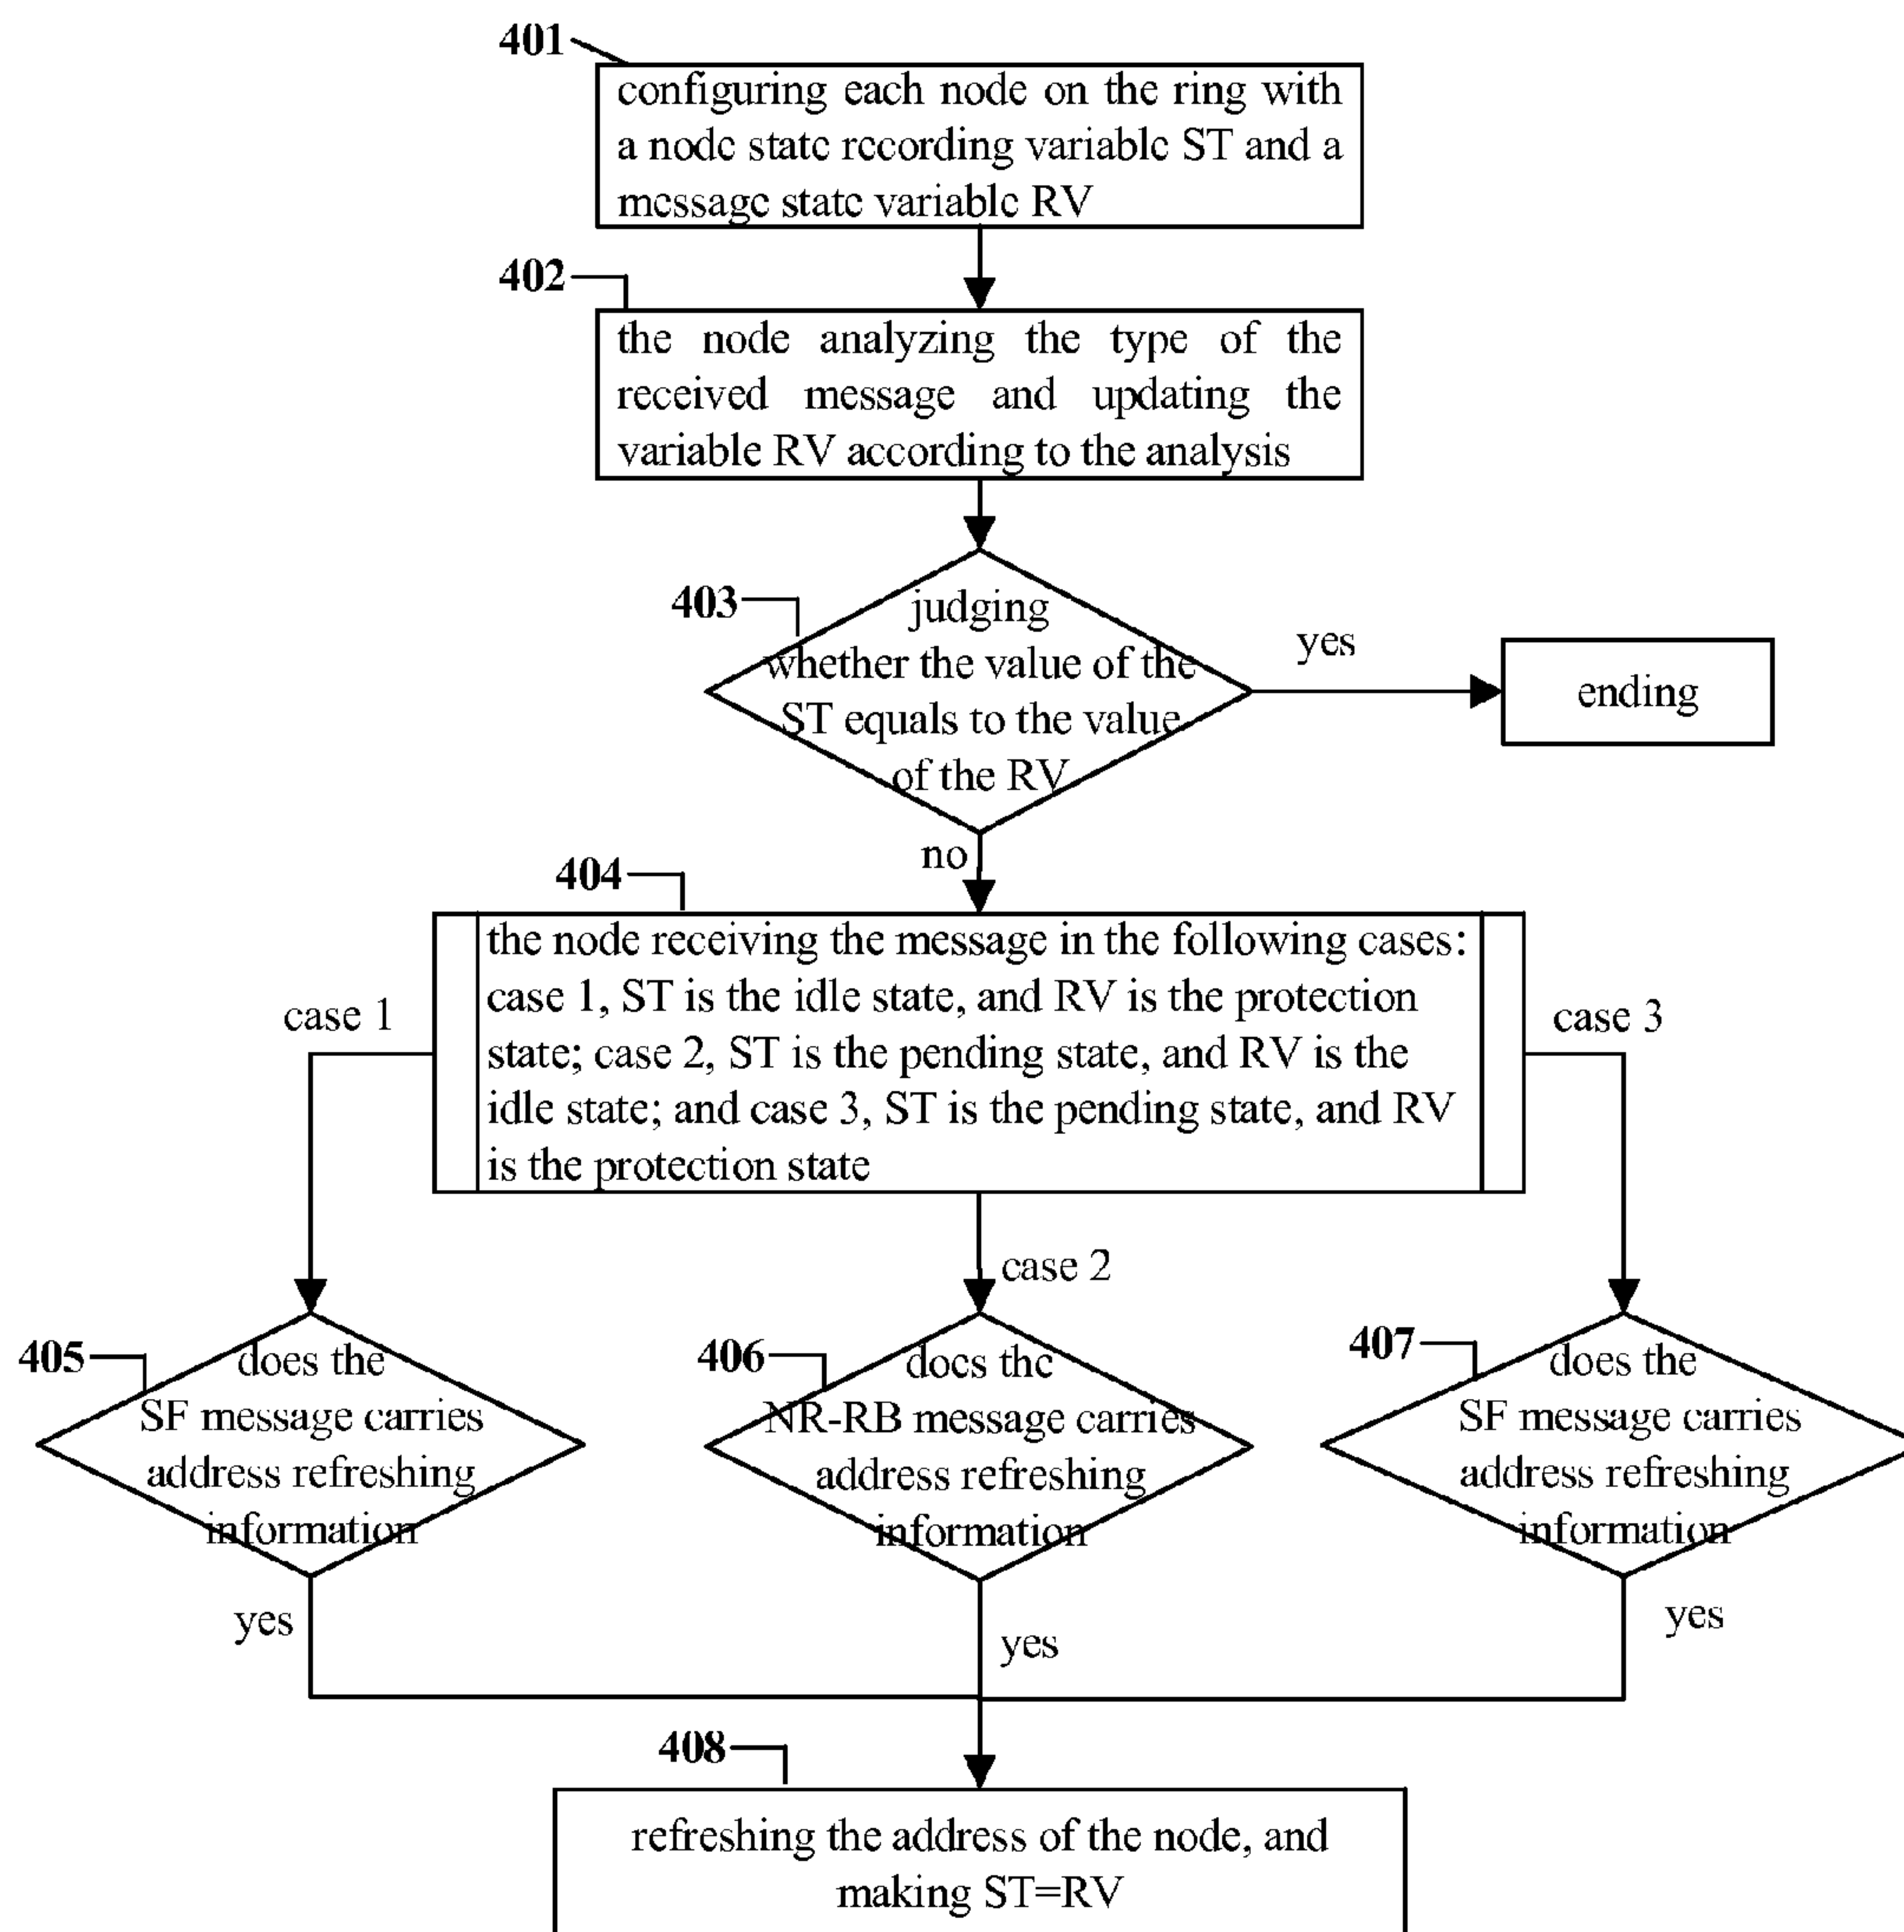 401
configuring each node on the ring with
a node state recording variable ST and a
message state variable RV
402
the node analyzing the type of the
received message and updating the
variable RV according to the analysis
403
judging
whether the value of the
ST equals to the value
of the RV
yes
ending
no
404
the node receiving the message in the following cases:
case 1, ST is the idle state, and RV is the protection
state; case 2, ST is the pending state, and RV is the
idle state; and case 3, ST is the pending state, and RV
is the protection state
case 1
case 3
case 2
405
does the
SF message carries
address refreshing
information
406
does the
NR-RB message carries
address refreshing
information
407
does the
SF message carries
address refreshing
information
yes
yes
yes
408
refreshing the address of the node, and
making ST=RV